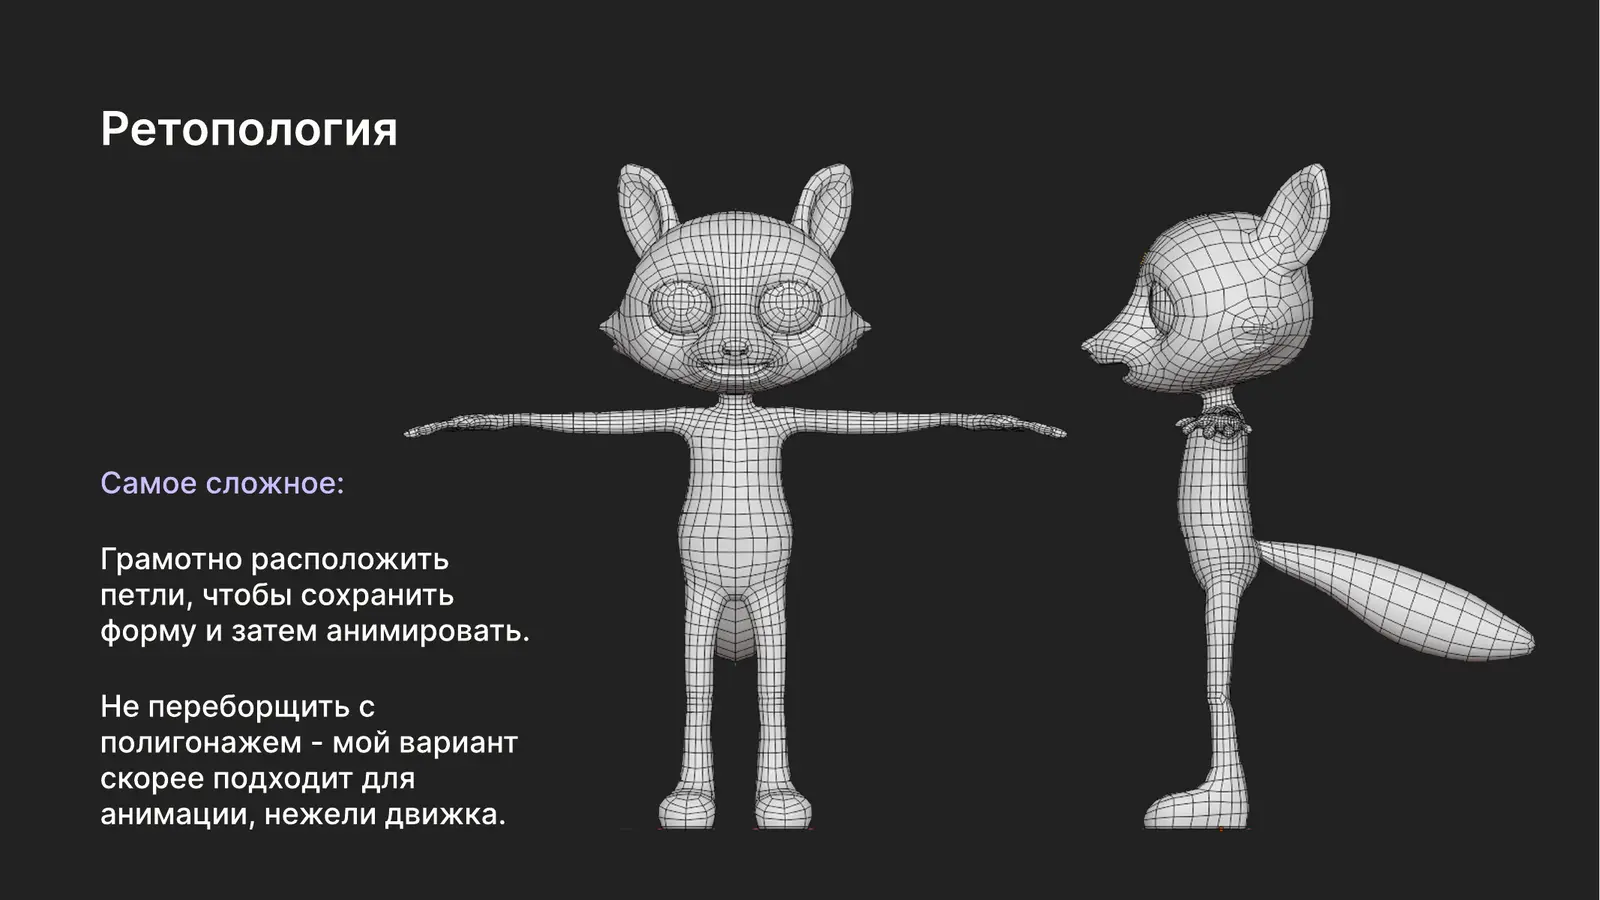 Ретопология
Самое сложное:
Грамотно расположить
петли, чтобы сохранить
форму и затем анимировать.
Не переборщить с
полигонажем - мой вариант
скорее подходит для
анимации, нежели движка.